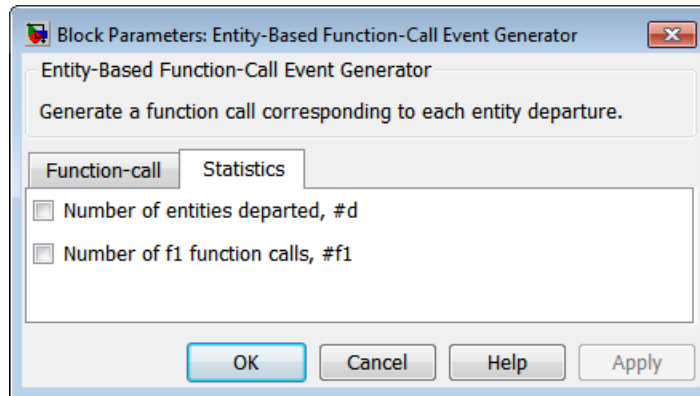 Block Parameters: Entity-Based Function-Call Event Generator
Entity-Based Function-Call Event Generator
Generate a function call corresponding to each entity departure.
Function-call Statistics
Number of entities departed, #d
Number of f1 function calls, #f1
OK Cancel Help Apply